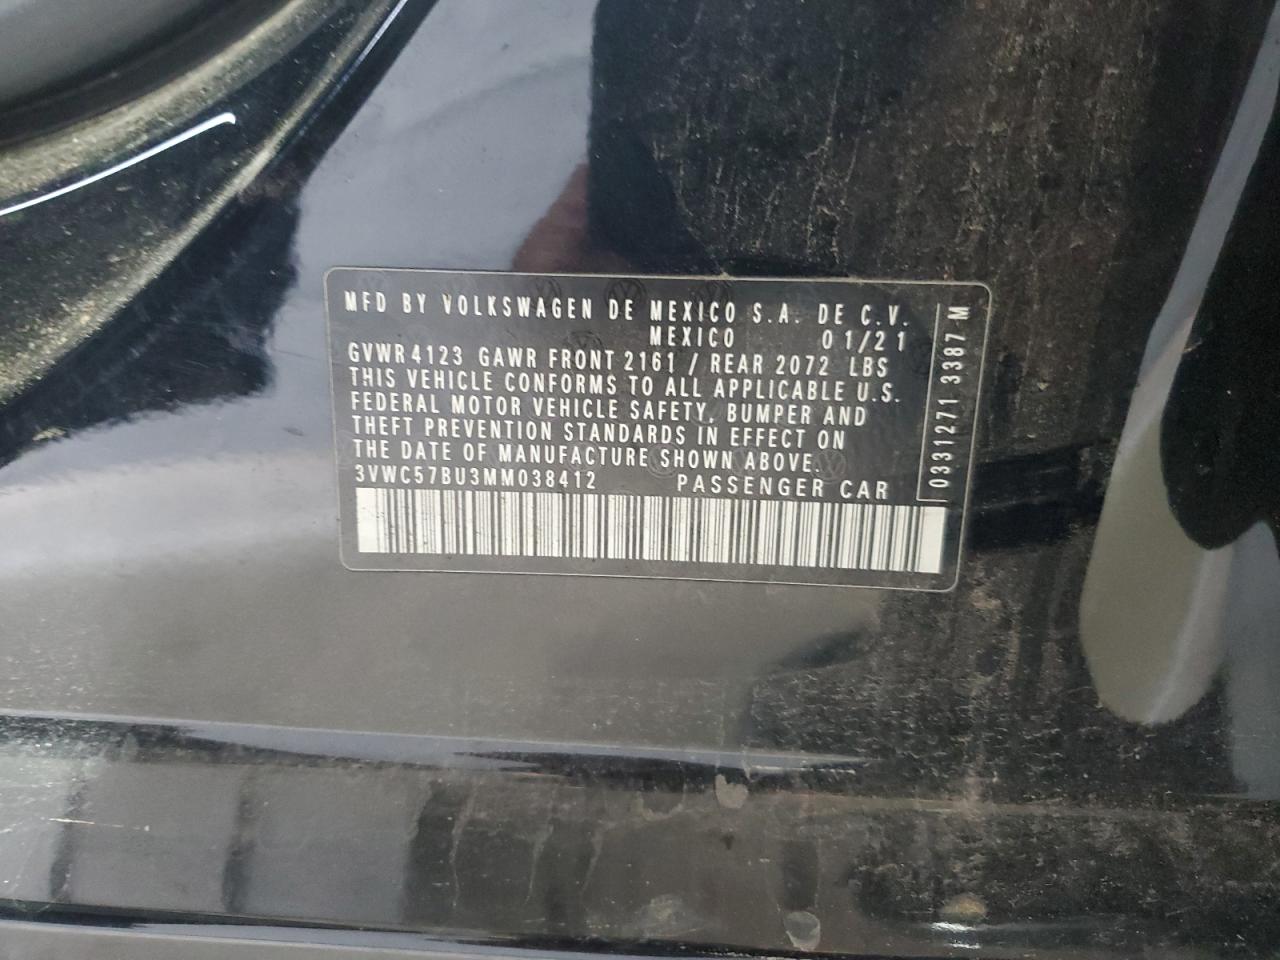 MFD BY VOLKSWAGEN DE MEXICO S.A. DE C.V.
MEXICO 01/21
GVWR 4123 GAWR FRONT 2161 / REAR 2072 LBS
THIS VEHICLE CONFORMS TO ALL APPLICABLE U.S.
FEDERAL MOTOR VEHICLE SAFETY, BUMPER AND
THEFT PREVENTION STANDARDS IN EFFECT ON
THE DATE OF MANUFACTURE SHOWN ABOVE.
3VWC57BU3MM038412 PASSENGER CAR
0331271 3387 M